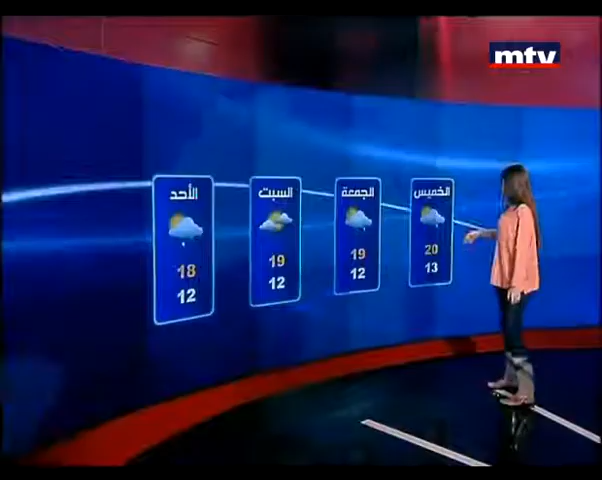 mtv
الخميس
20
13
الجمعة
19
12
السبت
19
12
الأحد
18
12